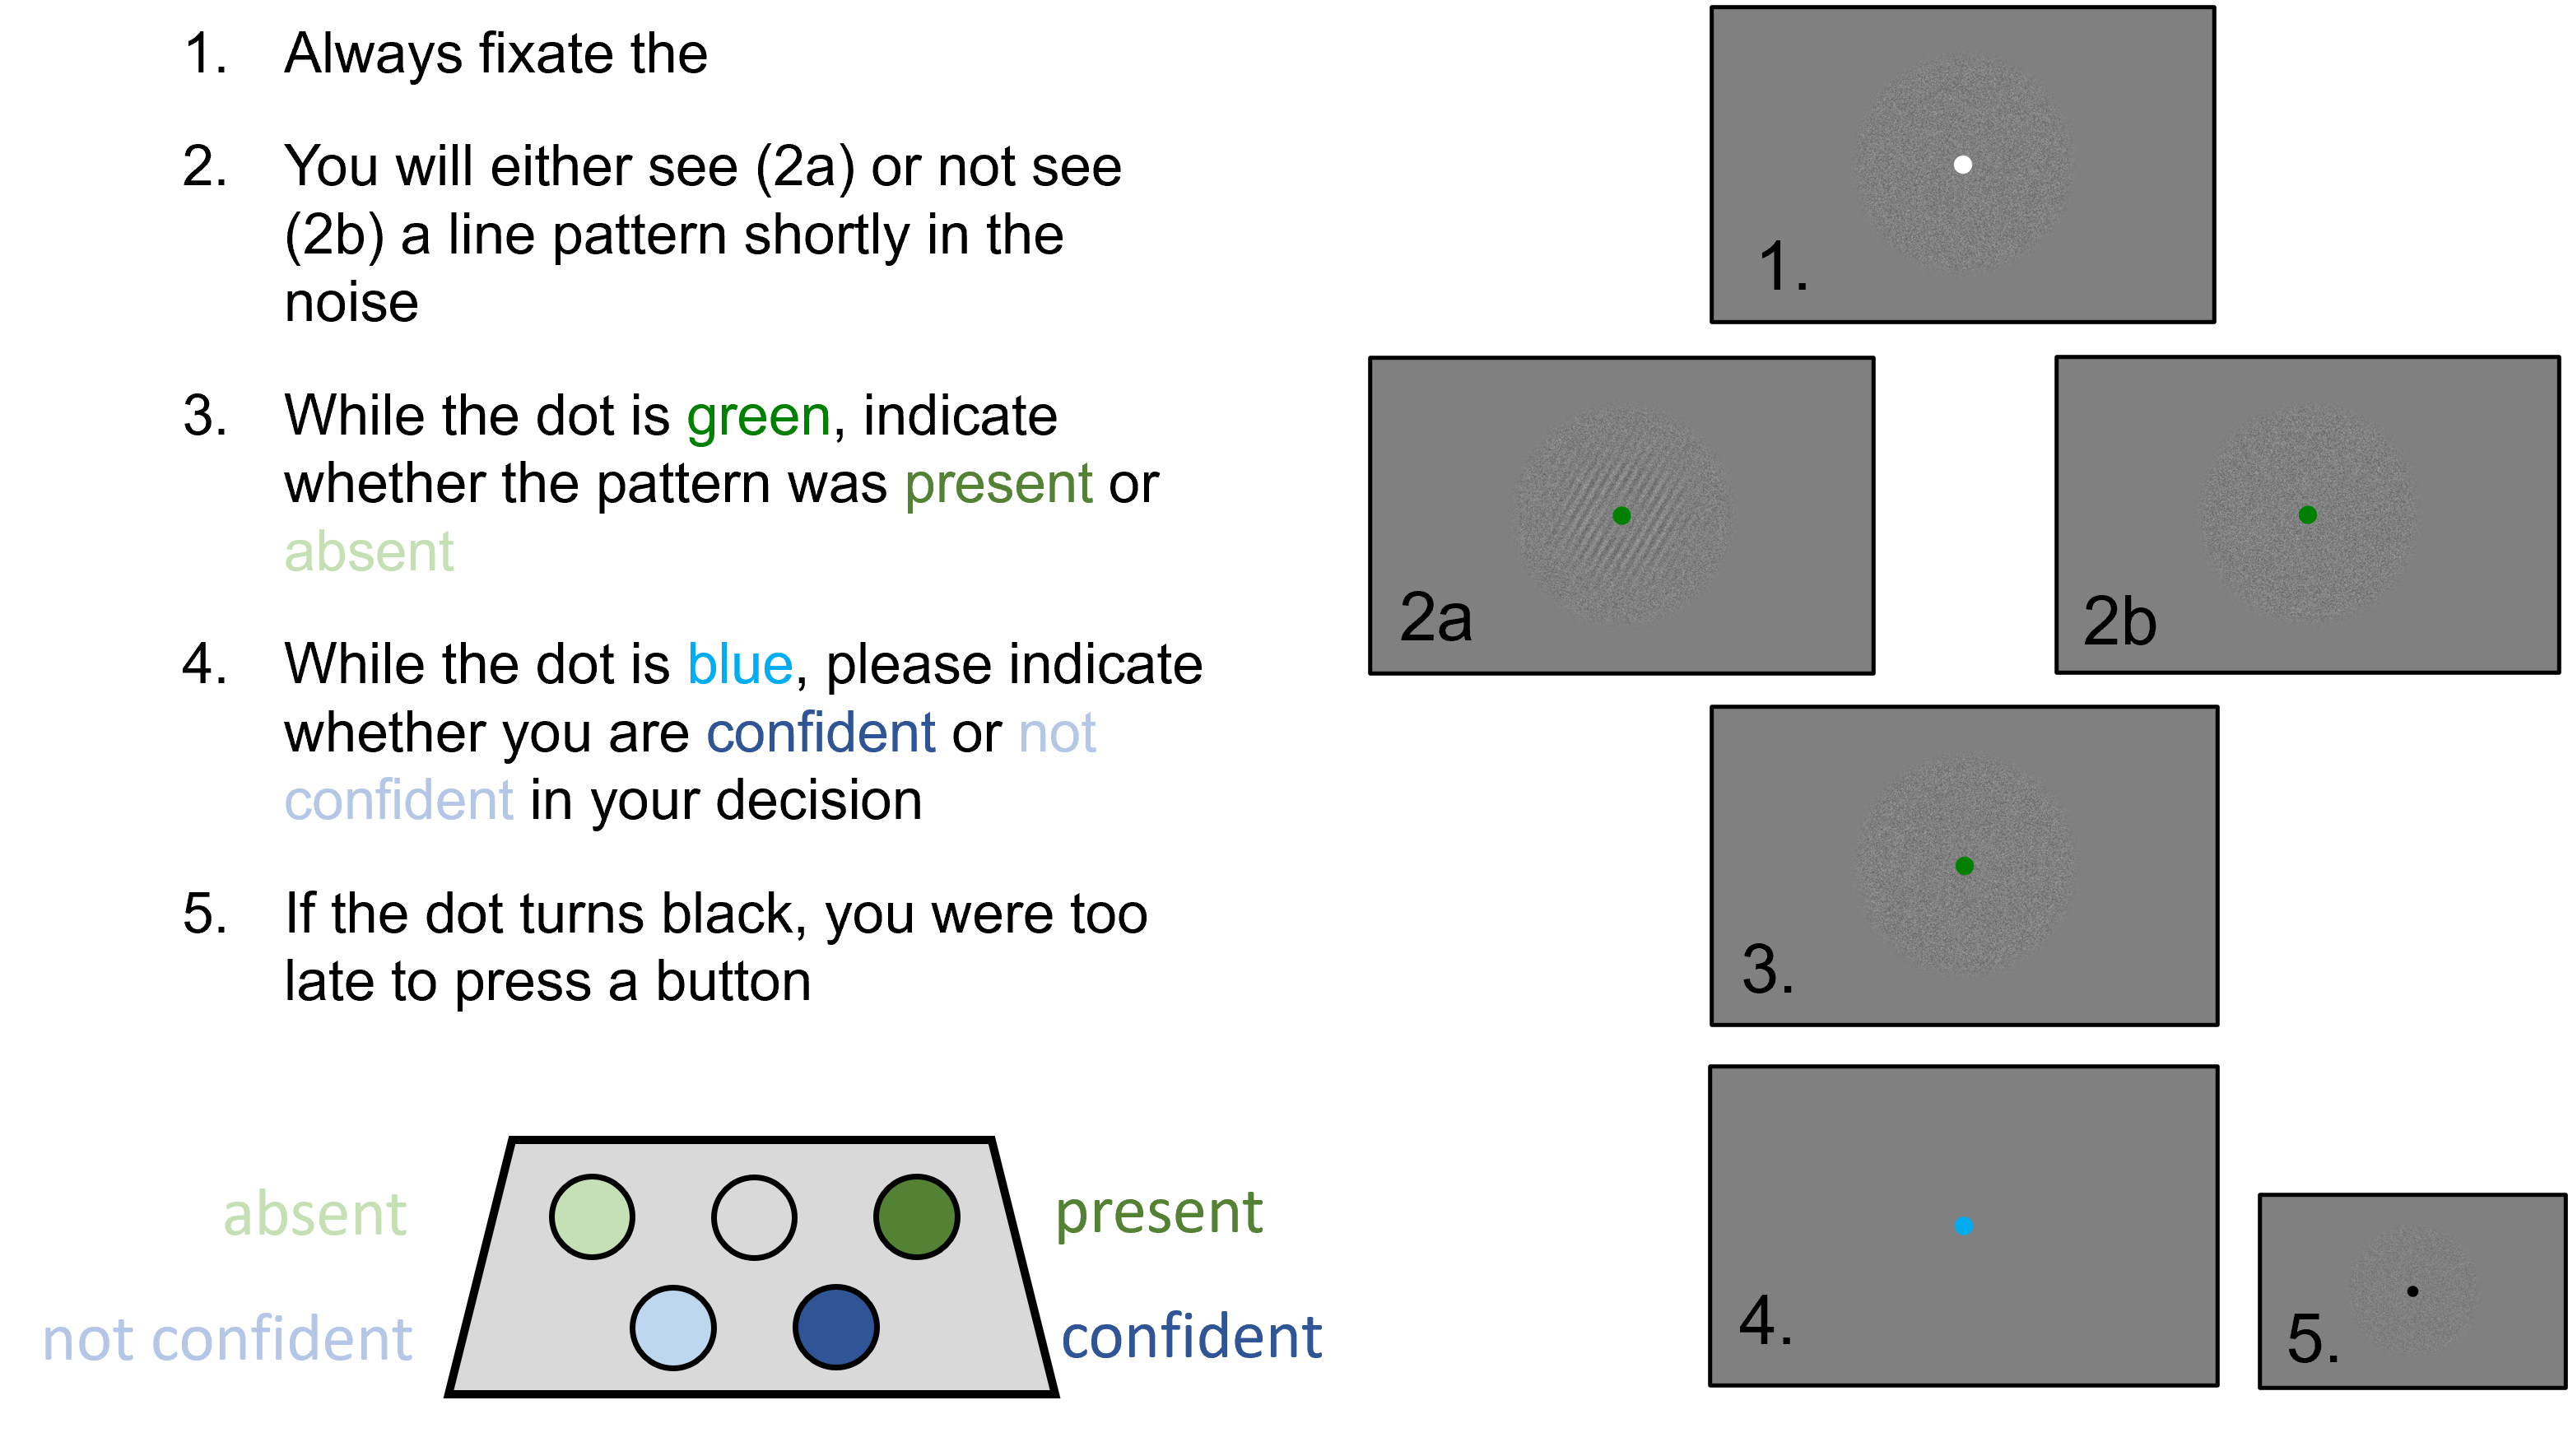 1. Always fixate the
2. You will either see (2a) or not see
(2b) a line pattern shortly in the
noise
3. While the dot is green, indicate
whether the pattern was present or
absent
4. While the dot is blue, please indicate
whether you are confident or not
confident in your decision
5. If the dot turns black, you were too
late to press a button
absent
present
not confident
confident
1.
2a
2b
3.
4.
5.